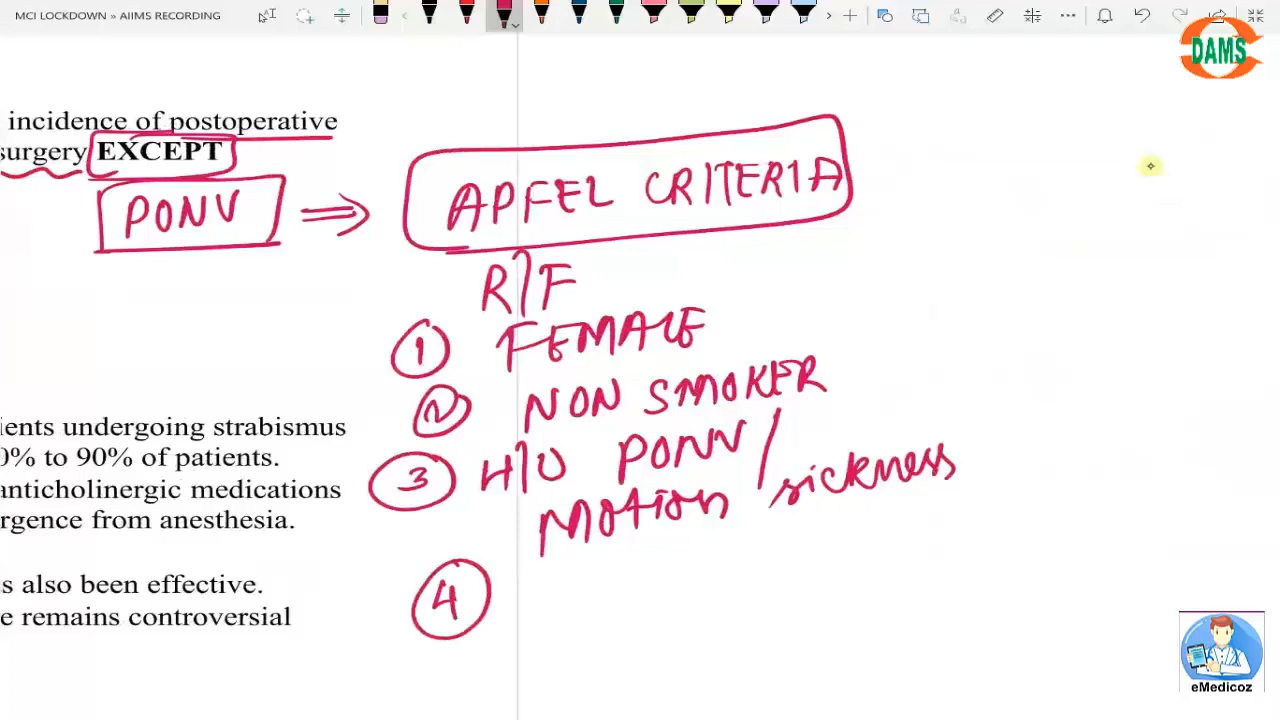 MCI LOCKDOWN » AIIMS RECORDING
DAMS
incidence of postoperative
surgery EXCEPT
PONV ⇒ APFEL CRITERIA
R/F
1 FEMALE
2 NON SMOKER
3 H/O PONV/
motion sickness
4
ients undergoing strabismus
0% to 90% of patients.
anticholinergic medications
rgence from anesthesia.
s also been effective.
e remains controversial
eMedicoz